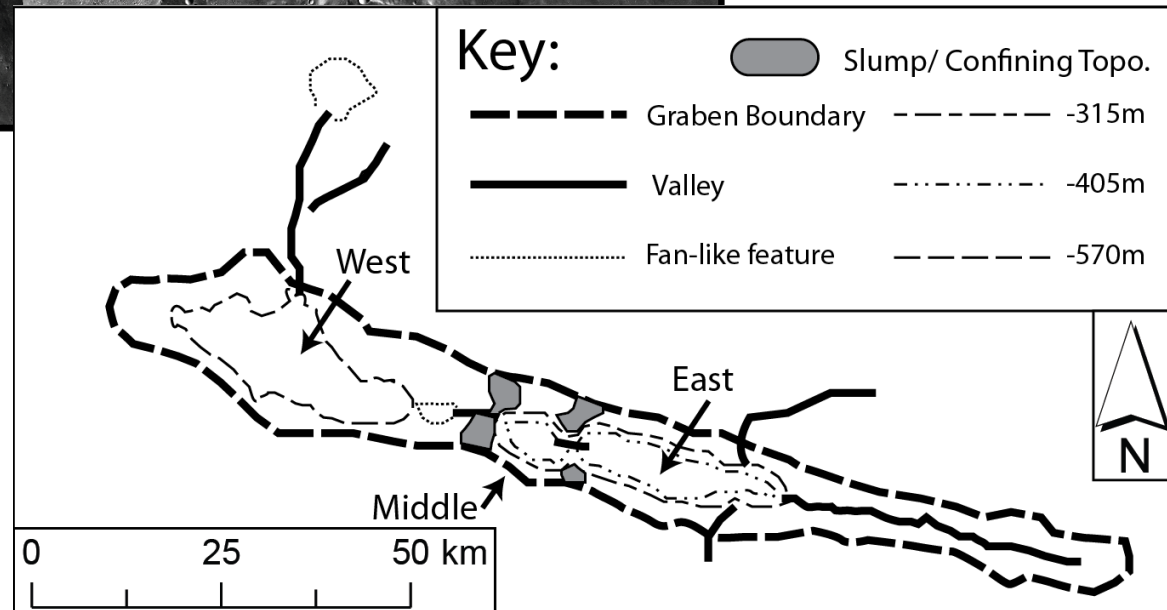 Key:
Slump/ Confining Topo.
Graben Boundary
-315m
Valley
-405m
Fan-like feature
-570m
West
East
Middle
N
0 25 50 km